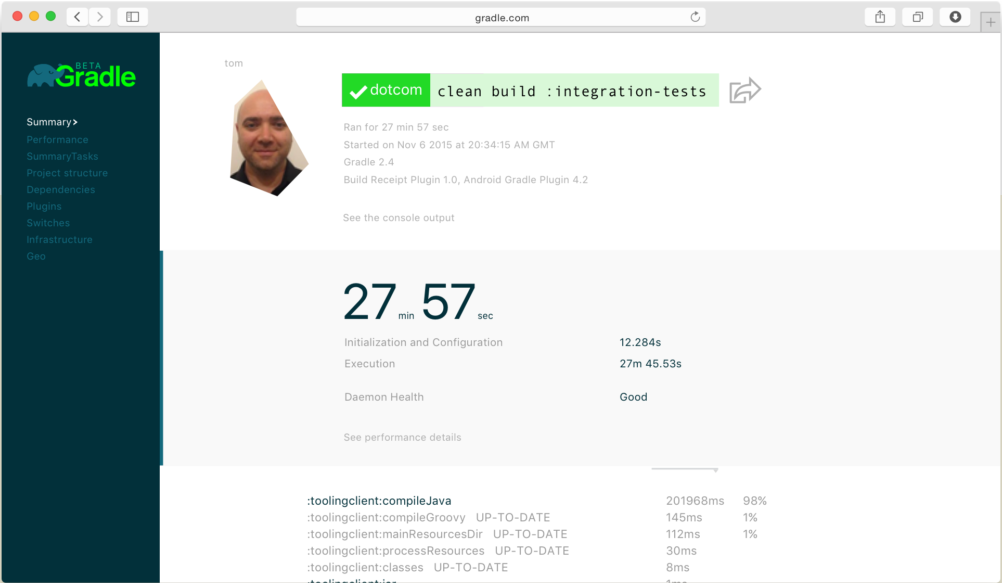 gradle.com
BETA
Gradle
Summary>
Performance
SummaryTasks
Project structure
Dependencies
Plugins
Switches
Infrastructure
Geo
tom
dotcom clean build :integration-tests
Ran for 27 min 57 sec
Started on Nov 6 2015 at 20:34:15 AM GMT
Gradle 2.4
Build Receipt Plugin 1.0, Android Gradle Plugin 4.2
See the console output
27 min 57 sec
Initialization and Configuration 12.284s
Execution 27m 45.53s
Daemon Health Good
See performance details
:toolingclient:compileJava 201968ms 98%
:toolingclient:compileGroovy UP-TO-DATE 145ms 1%
:toolingclient:mainResourcesDir UP-TO-DATE 112ms 1%
:toolingclient:processResources UP-TO-DATE 30ms
:toolingclient:classes UP-TO-DATE 8ms